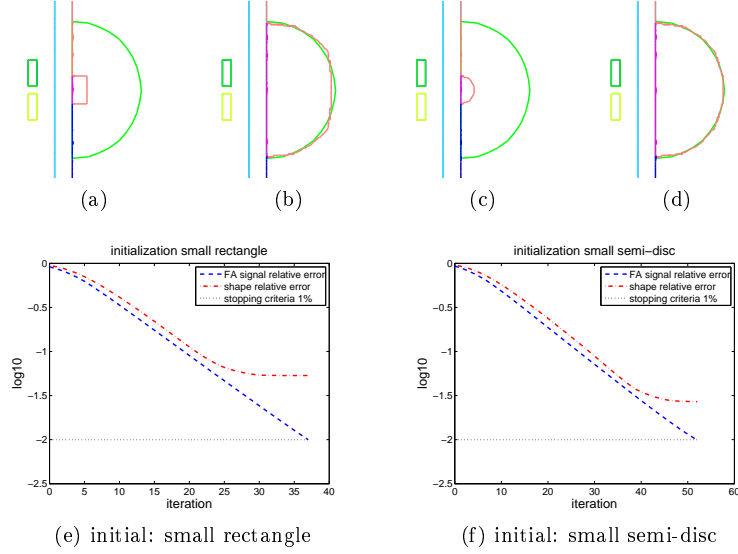 (a)
(b)
(c)
(d)
initialization small rectangle
FA signal relative error
shape relative error
stopping criteria 1%
log10
0
−0.5
−1
−1.5
−2
−2.5
0 5 10 15 20 25 30 35 40
iteration
(e) initial: small rectangle
initialization small semi−disc
FA signal relative error
shape relative error
stopping criteria 1%
log10
0
−0.5
−1
−1.5
−2
−2.5
0 10 20 30 40 50 60
iteration
(f) initial: small semi-disc